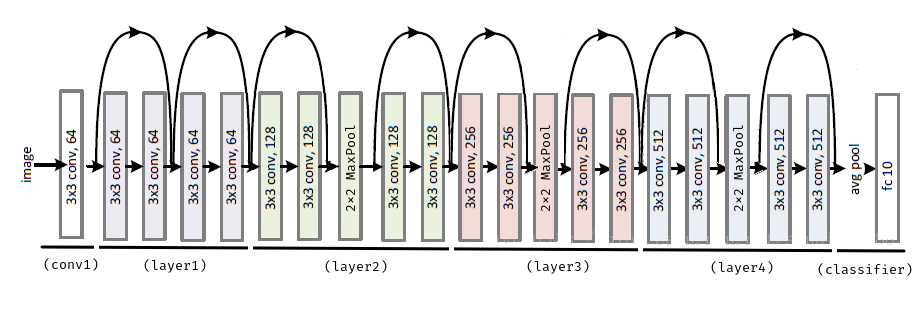 image
3x3 conv, 64
3x3 conv, 64
3x3 conv, 64
3x3 conv, 64
3x3 conv, 64
3x3 conv, 128
3x3 conv, 128
2×2 MaxPool
3x3 conv, 128
3x3 conv, 128
3x3 conv, 256
3x3 conv, 256
2×2 MaxPool
3x3 conv, 256
3x3 conv, 256
3x3 conv, 512
3x3 conv, 512
2×2 MaxPool
3x3 conv, 512
3x3 conv, 512
avg pool
fc 10
(conv1)
(layer1)
(layer2)
(layer3)
(layer4)
(classifier)